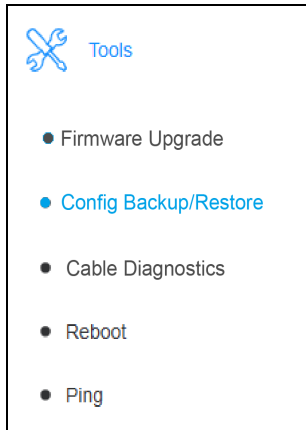 Tools
Firmware Upgrade
Config Backup/Restore
Cable Diagnostics
Reboot
Ping